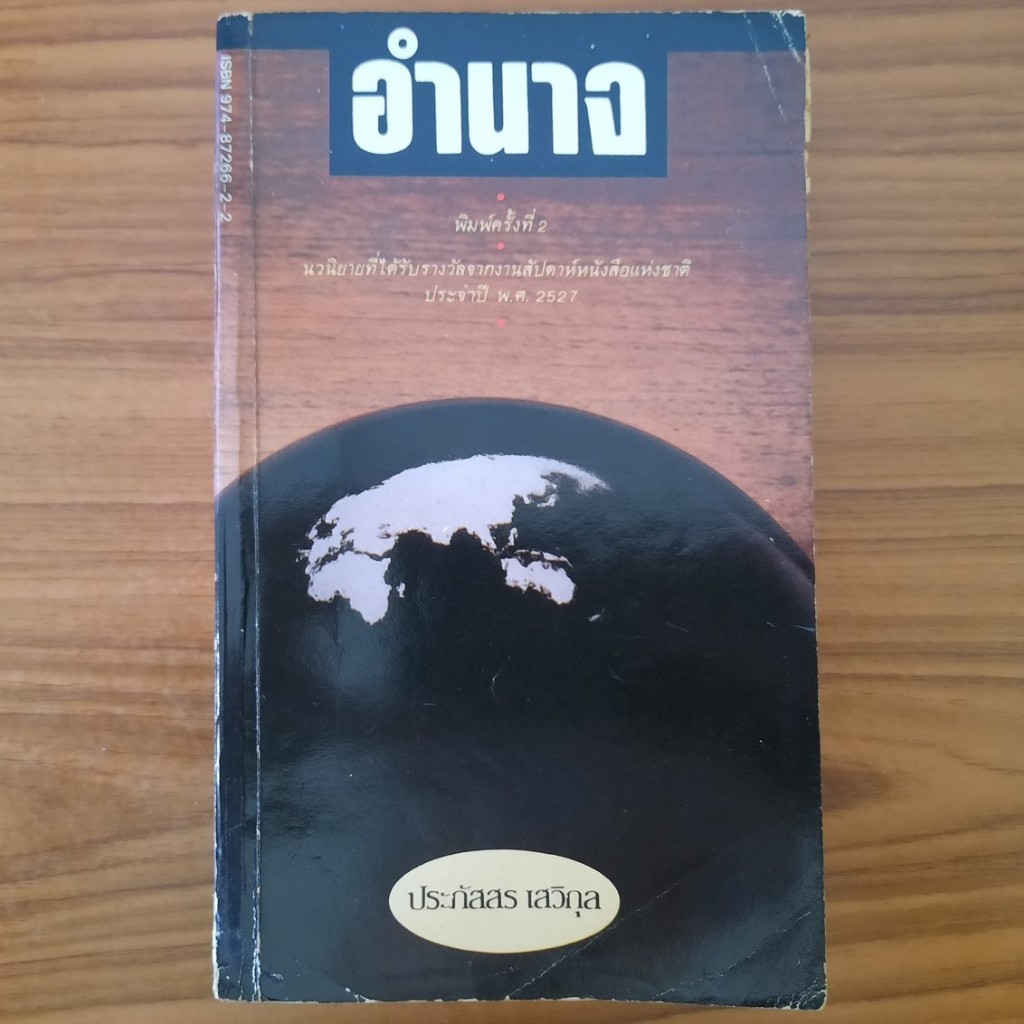 อำนาจ
พิมพ์ครั้งที่ 2
นวนิยายที่ได้รับรางวัลจากงานสัปดาห์หนังสือแห่งชาติ
ประจำปี พ.ศ. 2527
ประภัสสร เสวิกุล
ISBN 974-87266-2-2